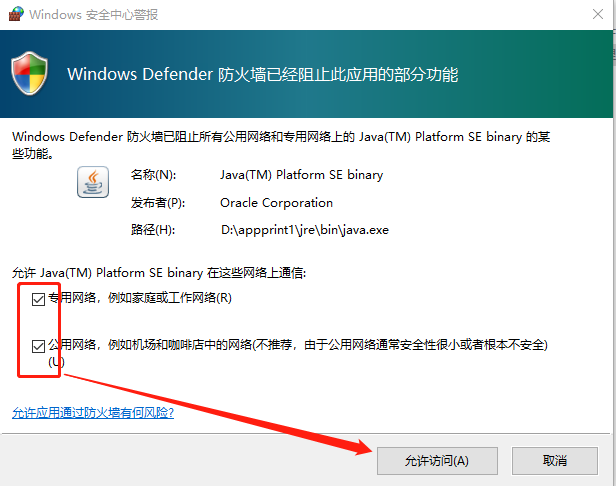 Windows 安全中心警报
Windows Defender 防火墙已经阻止此应用的部分功能
Windows Defender 防火墙已阻止所有公用网络和专用网络上的 Java(TM) Platform SE binary 的某
些功能。
名称(N): Java(TM) Platform SE binary
发布者(P): Oracle Corporation
路径(H): D:\appprint1\jre\bin\java.exe
允许 Java(TM) Platform SE binary 在这些网络上通信:
专用网络，例如家庭或工作网络(R)
公用网络，例如机场和咖啡店中的网络(不推荐，由于公用网络通常安全性很小或者根本不安全)
(U)
允许应用通过防火墙有何风险?
允许访问(A) 取消